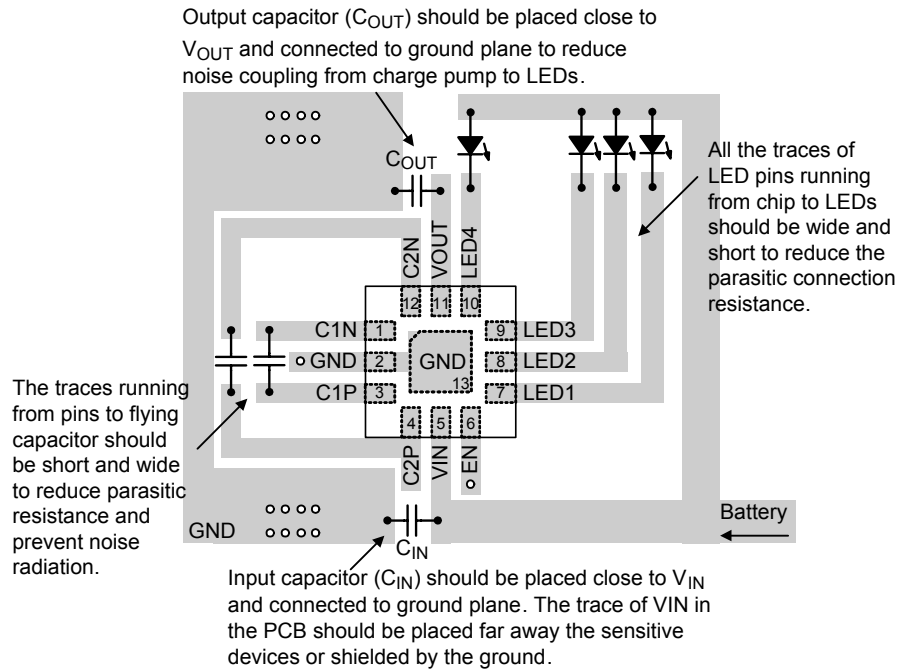 Output capacitor (COUT) should be placed close to
VOUT and connected to ground plane to reduce
noise coupling from charge pump to LEDs.
COUT
All the traces of
LED pins running
from chip to LEDs
should be wide and
short to reduce the
parasitic connection
resistance.
C2N
VOUT
LED4
12
11
10
C1N
1
9
LED3
GND
2
GND
8
LED2
C1P
3
13
7
LED1
4
5
6
C2P
VIN
EN
The traces running
from pins to flying
capacitor should
be short and wide
to reduce parasitic
resistance and
prevent noise
radiation.
GND
CIN
Battery
Input capacitor (CIN) should be placed close to VIN
and connected to ground plane. The trace of VIN in
the PCB should be placed far away the sensitive
devices or shielded by the ground.